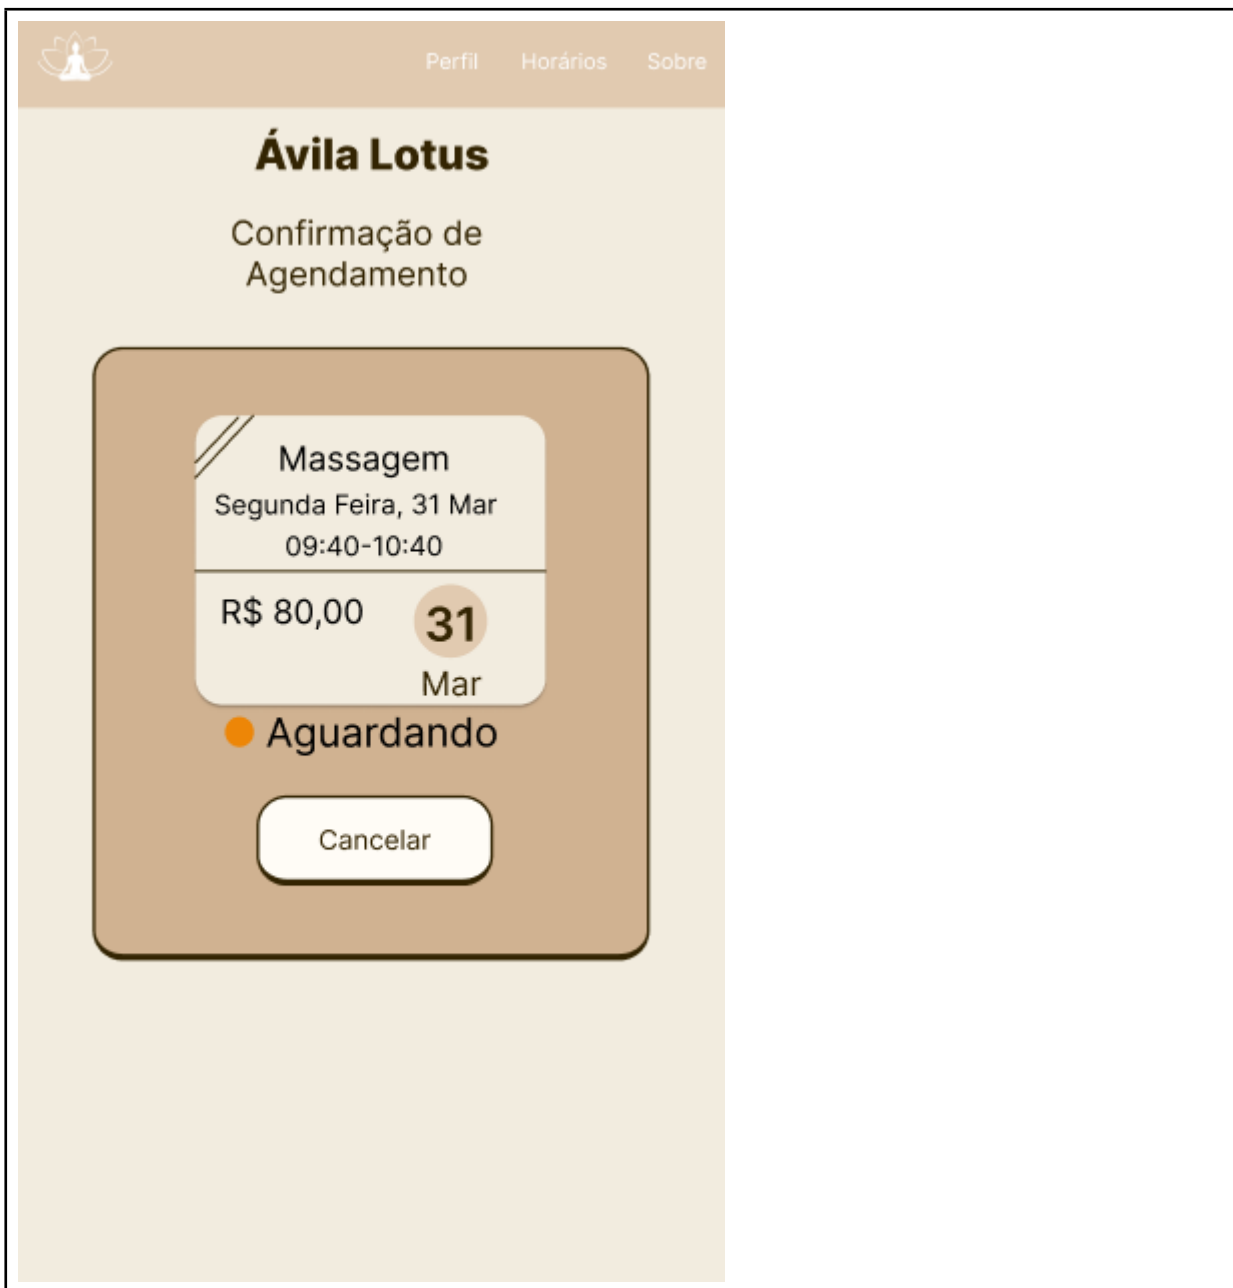 Perfil Horários Sobre
Ávila Lotus
Confirmação de
Agendamento
Massagem
Segunda Feira, 31 Mar
09:40-10:40
R$ 80,00
31
Mar
Aguardando
Cancelar